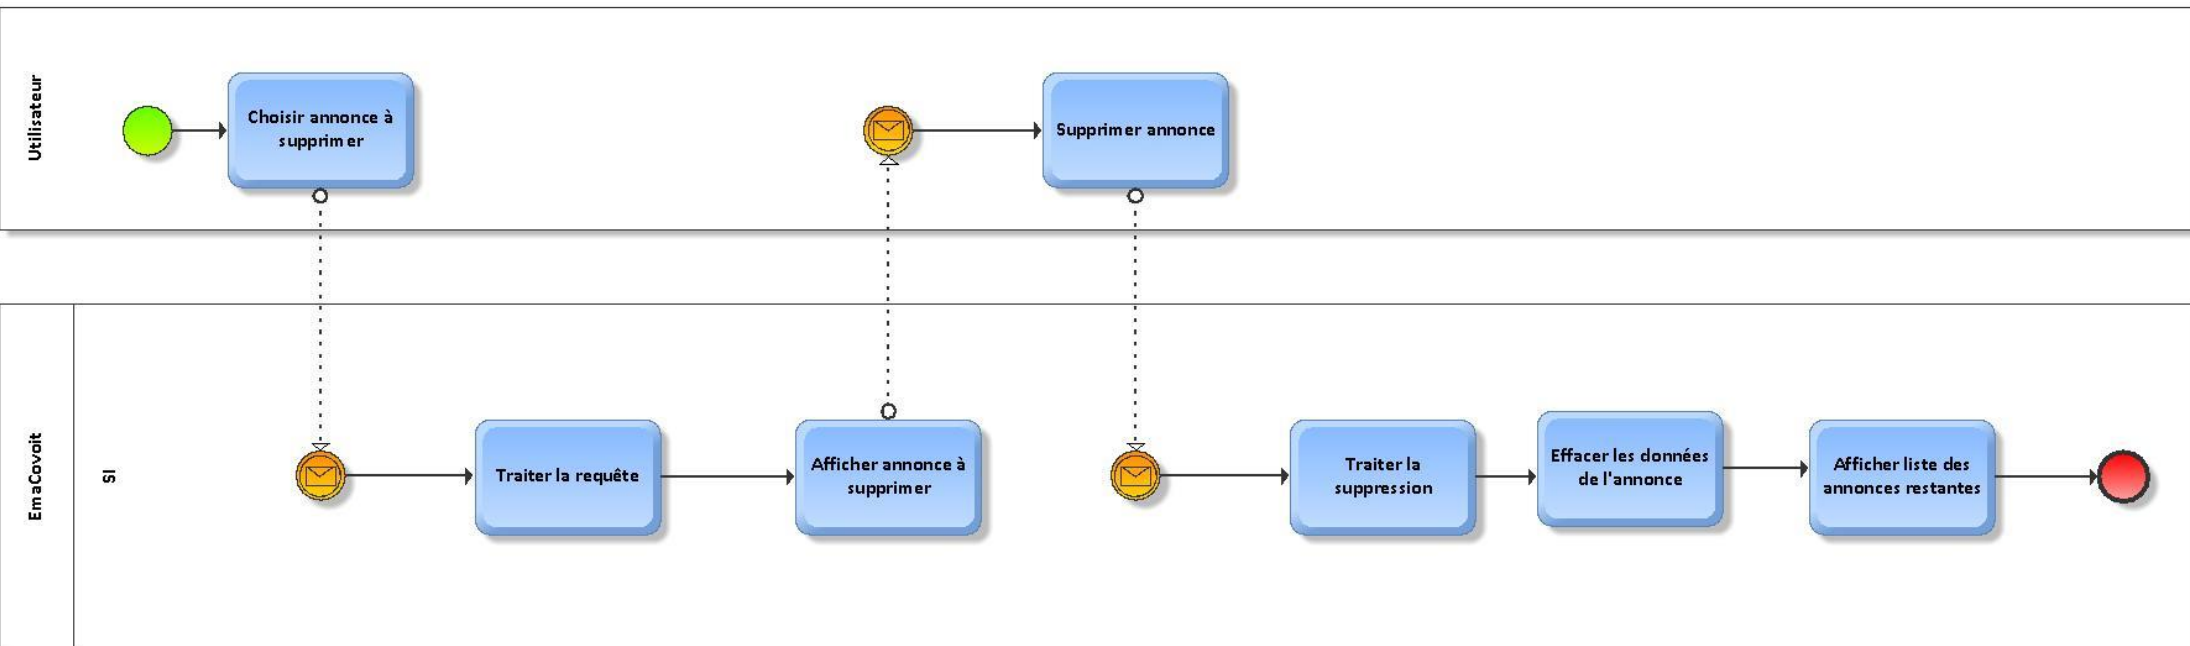 Utilisateur
Choisir annonce à
supprimer
Supprimer annonce
EmaCovoit
SI
Traiter la requête
Afficher annonce à
supprimer
Traiter la
suppression
Effacer les données
de l'annonce
Afficher liste des
annonces restantes